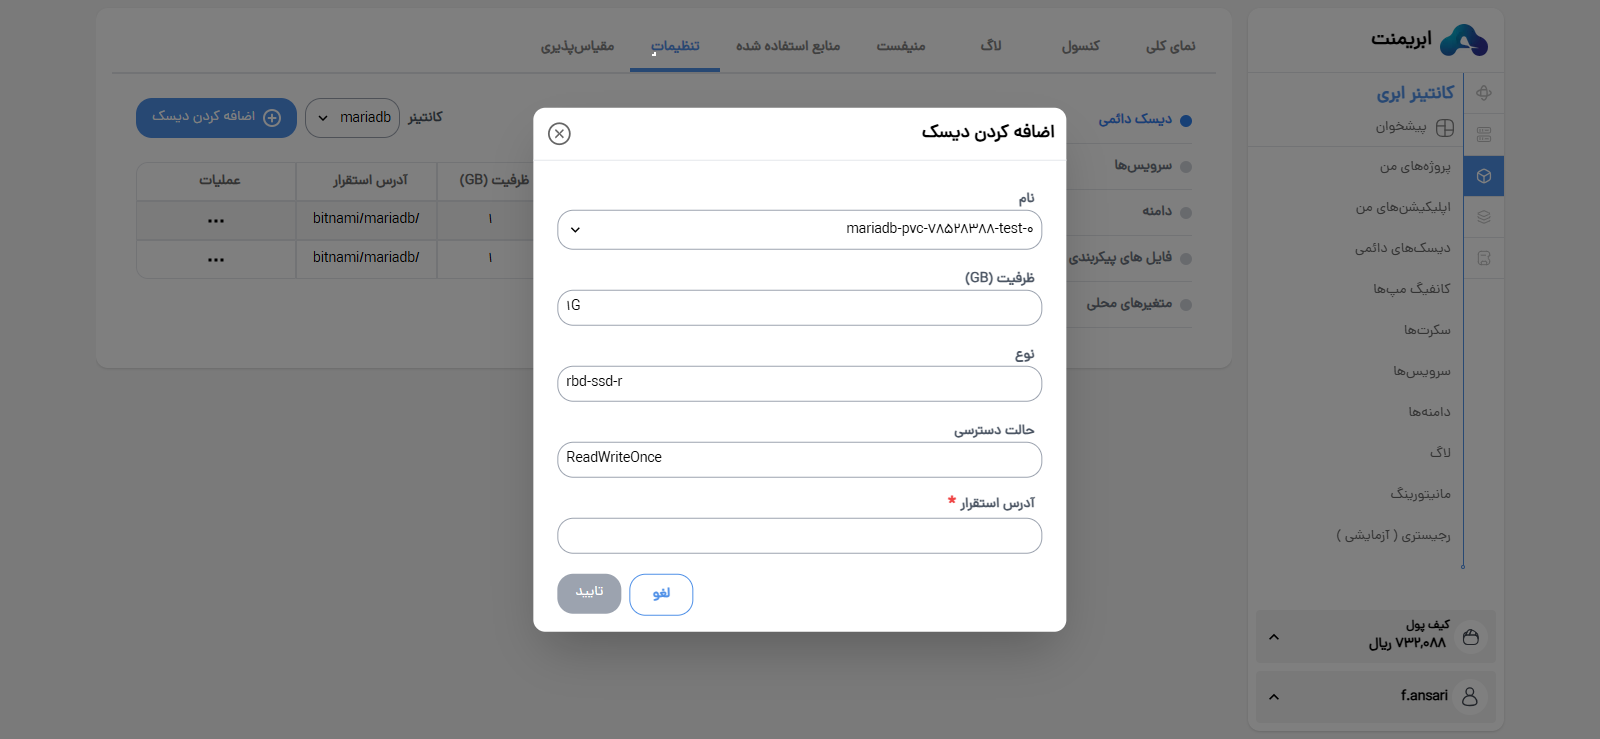 ابریمنت
کانتینر ابری
پیشخوان
پروژه‌های من
اپلیکیشن‌های من
دیسک‌های دائمی
کانفیگ مپ‌ها
سکرت‌ها
سرویس‌ها
دامنه‌ها
لاگ
مانیتورینگ
رجیستری ( آزمایشی )
کیف پول
۷۳۲,۰۸۸ ریال
f.ansari
نمای کلی
کنسول
لاگ
منیفست
منابع استفاده شده
تنظیمات
مقیاس‌پذیری
دیسک دائمی
سرویس‌ها
دامنه
فایل های پیکربندی
متغیرهای محلی
کانتینر
mariadb
اضافه کردن دیسک
ظرفیت (GB) آدرس استقرار عملیات
۱ bitnami/mariadb/
۱ bitnami/mariadb/
اضافه کردن دیسک
نام
mariadb-pvc-۷۸۵۲۸۳۸۸-test-۰
ظرفیت (GB)
۱G
نوع
rbd-ssd-r
حالت دسترسی
ReadWriteOnce
آدرس استقرار *
لغو
تایید